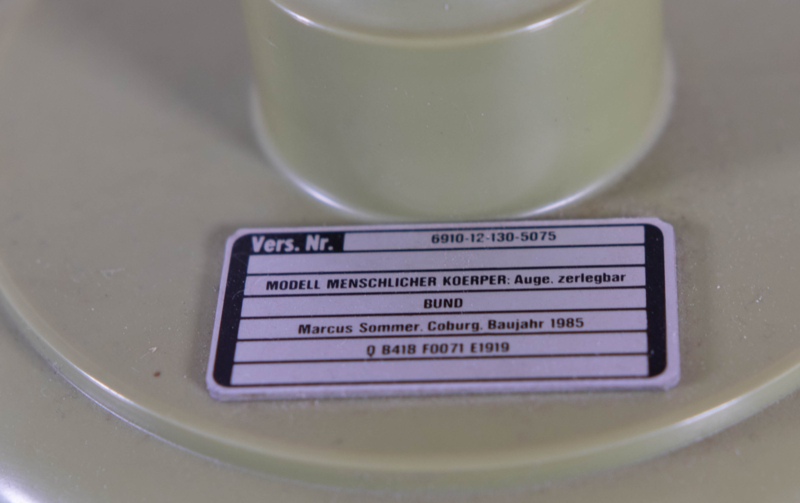 Vers. Nr. 6910-12-130-5075
MODELL MENSCHLICHER KOERPER: Auge. zerlegbar
BUND
Marcus Sommer. Coburg. Baujahr 1985
Q B41B F0071 E1919